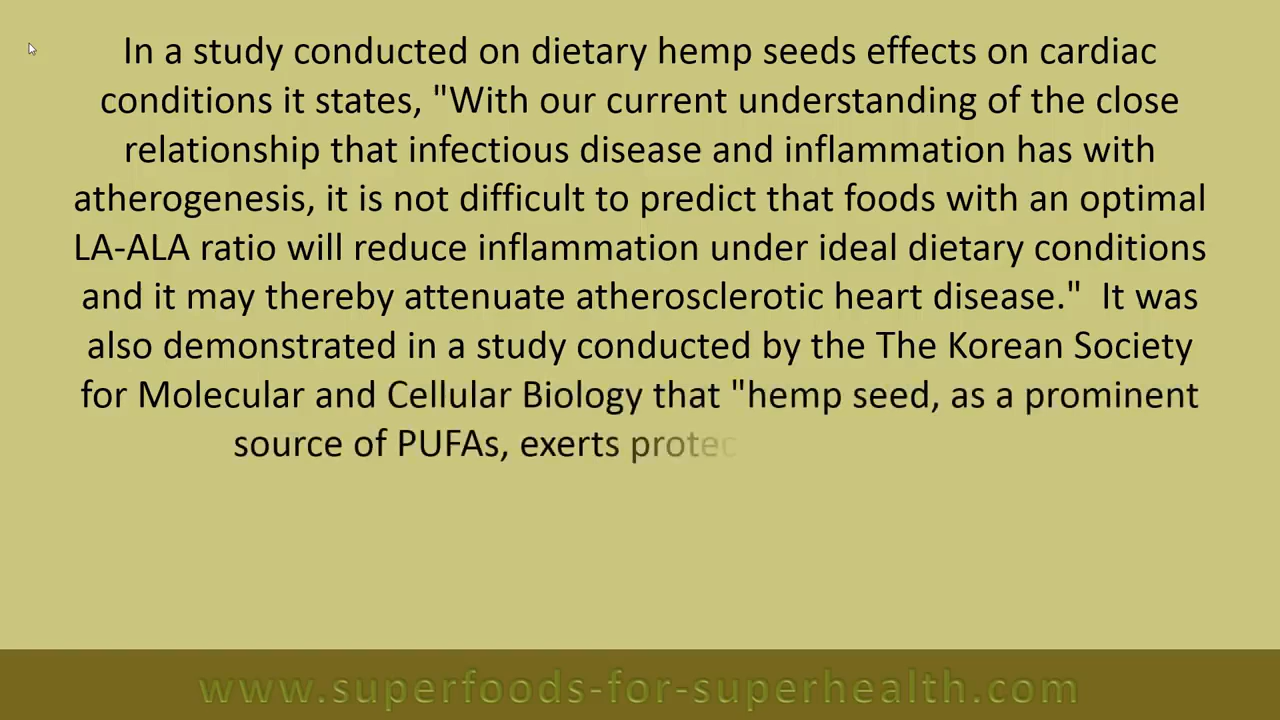 In a study conducted on dietary hemp seeds effects on cardiac
conditions it states, "With our current understanding of the close
relationship that infectious disease and inflammation has with
atherogenesis, it is not difficult to predict that foods with an optimal
LA-ALA ratio will reduce inflammation under ideal dietary conditions
and it may thereby attenuate atherosclerotic heart disease."  It was
also demonstrated in a study conducted by the The Korean Society
for Molecular and Cellular Biology that "hemp seed, as a prominent
source of PUFAs, exerts protec
www.superfoods-for-superhealth.com